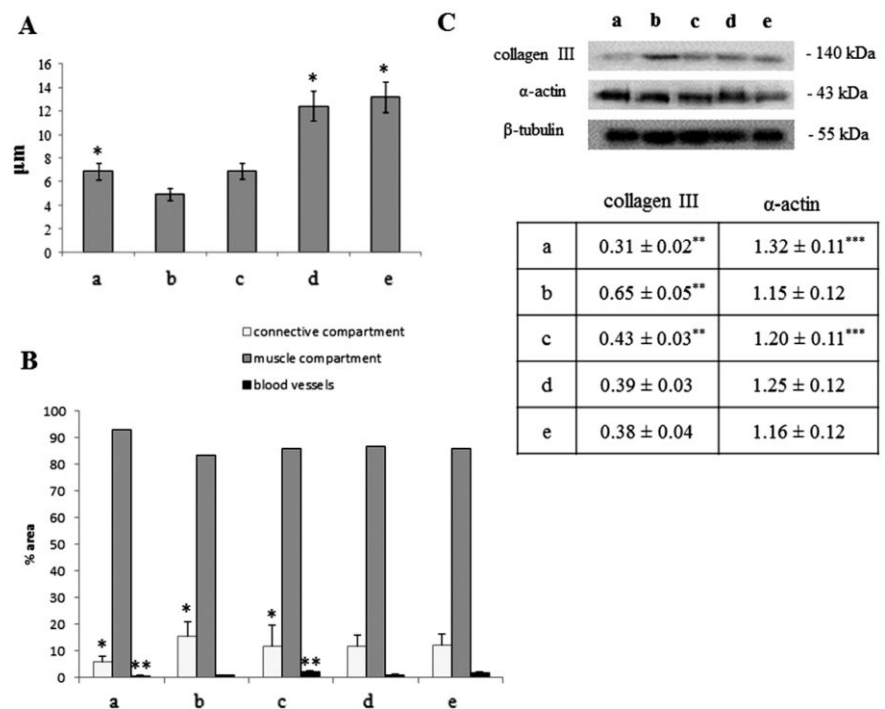 A
μm
16
14
12
10
8
6
4
2
0
*
*
*
a b c d e
B
connective compartment
muscle compartment
blood vessels
% area
100
90
80
70
60
50
40
30
20
10
0
*
**
*
*
**
a b c d e
C
a b c d e
collagen III - 140 kDa
α-actin - 43 kDa
β-tubulin - 55 kDa
collagen III α-actin
a 0.31 ± 0.02** 1.32 ± 0.11***
b 0.65 ± 0.05** 1.15 ± 0.12
c 0.43 ± 0.03** 1.20 ± 0.11***
d 0.39 ± 0.03 1.25 ± 0.12
e 0.38 ± 0.04 1.16 ± 0.12